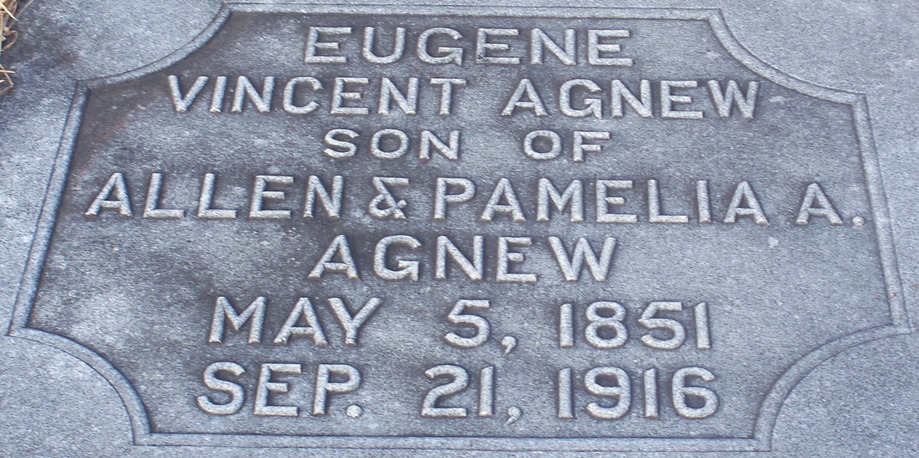 EUGENE
VINCENT AGNEW
SON OF
ALLEN & PAMELIA A.
AGNEW
MAY 5, 1851
SEP. 21, 1916